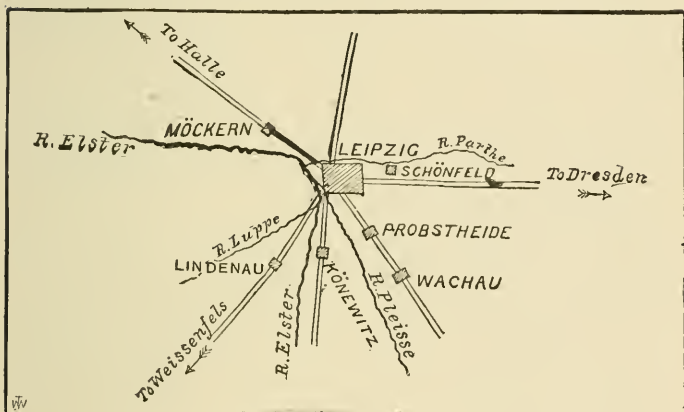 To Halle
MÖCKERN
R. Elster
LEIPZIG
R. Parthe
SCHÖNFELD
To Dresden
R. Luppe
PROBSTHEIDE
LINDENAU
WACHAU
KÖNEWITZ
R. Pleisse
R. Elster
To Weissenfels